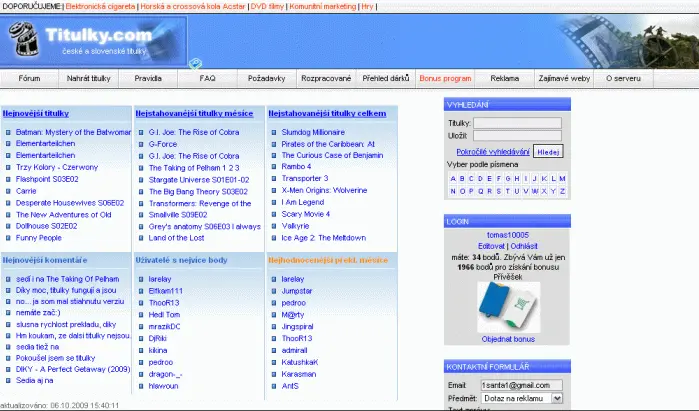 DOPORUČUJEME:| Elektronická cigareta | Horská a crossová kola Acstar | DVD filmy | Komunitní marketing | Hry |
Titulky.com
české a slovenské titulky
Fórum Nahrát titulky Pravidla FAQ Požadavky Rozpracované Přehled dárků Bonus program Reklama Zajímavé weby O serveru
Nejnovější titulky
Batman: Mystery of the Batwoman
Elementarteilchen
Elementarteilchen
Trzy Kolory - Czerwony
Flashpoint S03E02
Carrie
Desperate Housewives S06E02
The New Adventures of Old
Dollhouse S02E02
Funny People
Nejstahovanější titulky měsíce
G.I. Joe: The Rise of Cobra
G-Force
G.I. Joe: The Rise of Cobra
The Taking of Pelham 1 2 3
Stargate Universe S01E01-02
The Big Bang Theory S03E02
Transformers: Revenge of the
Smallville S09E02
Grey's anatomy S06E03 I always
Land of the Lost
Nejstahovanější titulky celkem
Slumdog Millionaire
Pirates of the Caribbean: At
The Curious Case of Benjamin
Rambo 4
Transporter 3
X-Men Origins: Wolverine
I Am Legend
Scary Movie 4
Valkyrie
Ice Age 2: The Meltdown
Nejnovější komentáře
sedí i na The Taking Of Pelham
Díky moc, titulky fungují a jsou
no... ja som mal stiahnutu verziu
nemáte zač:)
slusna rychlost prekladu, diky
Hm koukam, ze dalsi titulky nejsou.
sedia tiež na
Pokoušel jsem se titulky
DIKY - A Perfect Getaway (2009)
Sedia aj na
Uživatelé s nejvíce body
larelay
Elfkam111
ThooR13
Hedl Tom
mrazikDC
DjRiki
kikina
pedroo
dragon-_-
hlawoun
Nejhodnocenější překl. měsíce
larelay
Jumpstar
pedroo
M@rty
Jingspiral
ThooR13
admirall
KatushkaK
Karasman
AntS
VYHLEDÁNÍ
Titulky:
Uložil:
Pokročilé vyhledávání Hledej
Vyber podle písmena
A B C D E F G H I J K L M
N O P Q R S T U V W X Y Z
LOGIN
tomas10005
Editovat | Odhlásit
máte: 34 bodů. Zbývá Vám už jen
1966 bodů pro získání bonusu
Přívěšek
Objednat bonus
KONTAKTNÍ FORMULÁŘ
Email: 1santa1@gmail.com
Předmět: Dotaz na reklamu
Text zprávy:
aktualizováno: 06.10.2009 15:40:11